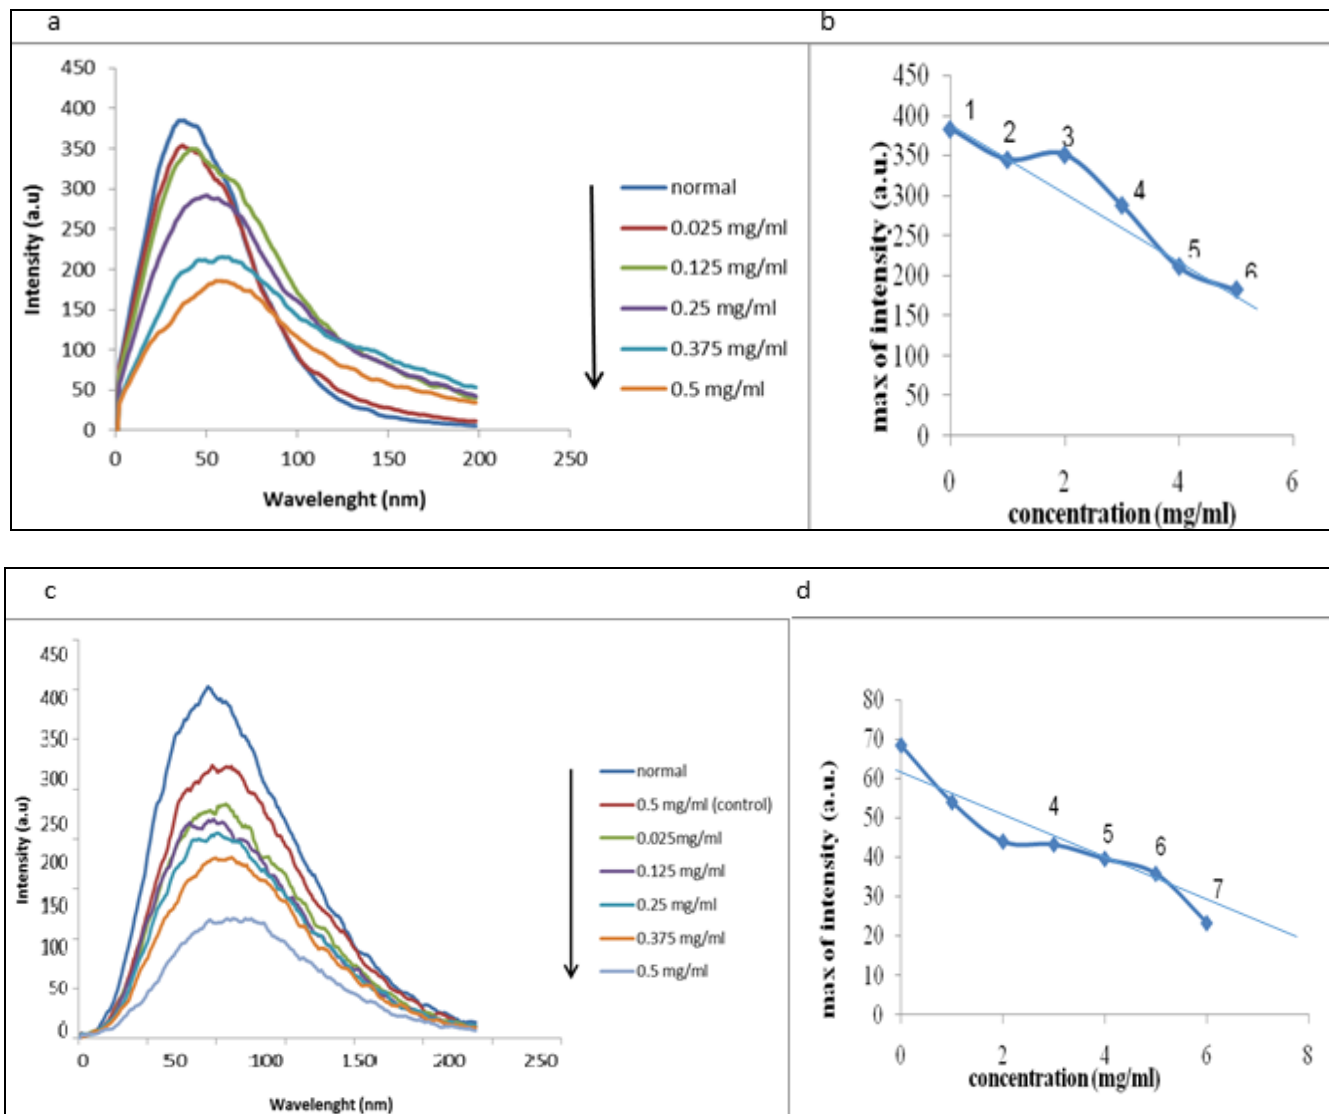 a
450
400
350
300
250
200
150
100
50
0
0 50 100 150 200 250
Intensity (a.u)
Wavelenght (nm)
normal
0.025 mg/ml
0.125 mg/ml
0.25 mg/ml
0.375 mg/ml
0.5 mg/ml
b
450
400
350
300
250
200
150
100
50
0
0 2 4 6
max of intensity (a.u.)
concentration (mg/ml)
1
2
3
4
5
6
c
450
400
350
300
250
200
150
100
50
0
0 50 100 150 200 250
Intensity (a.u)
Wavelenght (nm)
normal
0.5 mg/ml (control)
0.025mg/ml
0.125 mg/ml
0.25 mg/ml
0.375 mg/ml
0.5 mg/ml
d
80
70
60
50
40
30
20
10
0
0 2 4 6 8
max of intensity (a.u.)
concentration (mg/ml)
4
5
6
7